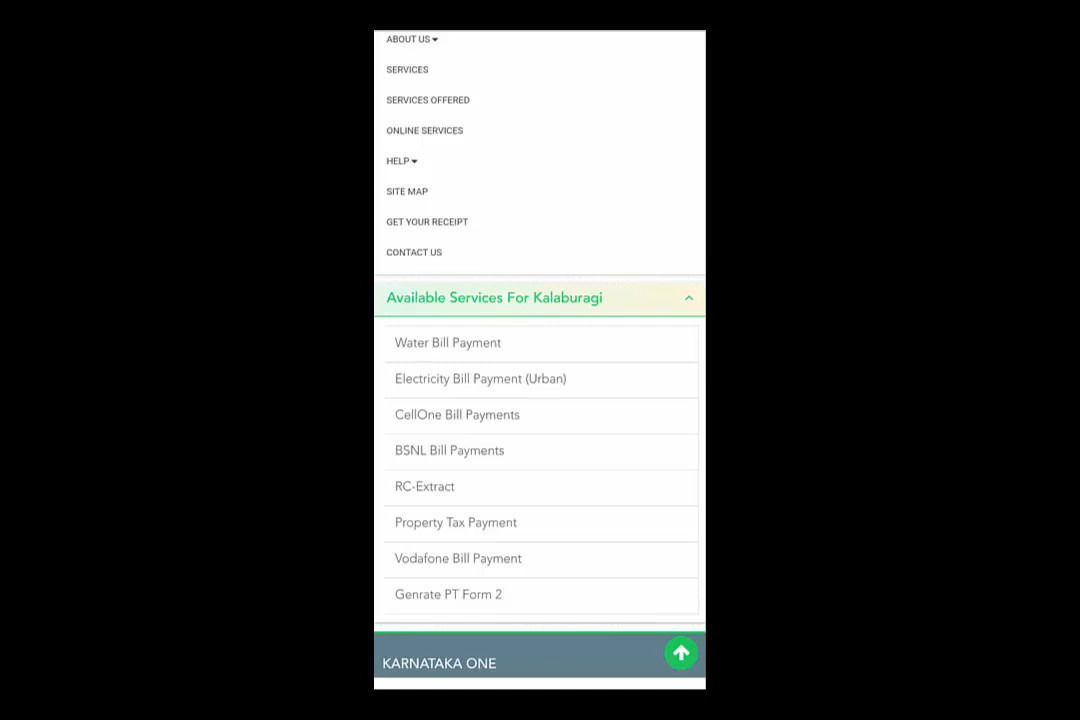 ABOUT US
SERVICES
SERVICES OFFERED
ONLINE SERVICES
HELP
SITE MAP
GET YOUR RECEIPT
CONTACT US
Available Services For Kalaburagi
Water Bill Payment
Electricity Bill Payment (Urban)
CellOne Bill Payments
BSNL Bill Payments
RC-Extract
Property Tax Payment
Vodafone Bill Payment
Genrate PT Form 2
KARNATAKA ONE